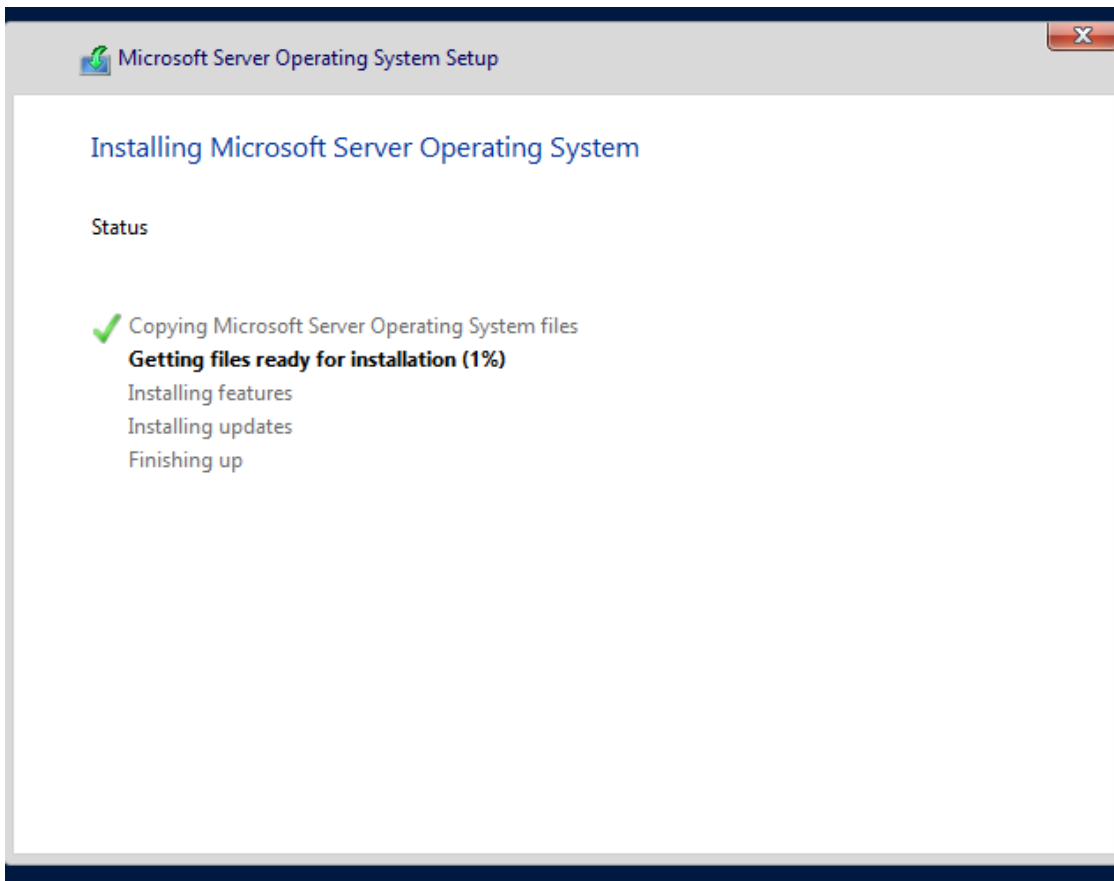 Microsoft Server Operating System Setup
Installing Microsoft Server Operating System
Status
Copying Microsoft Server Operating System files
Getting files ready for installation (1%)
Installing features
Installing updates
Finishing up